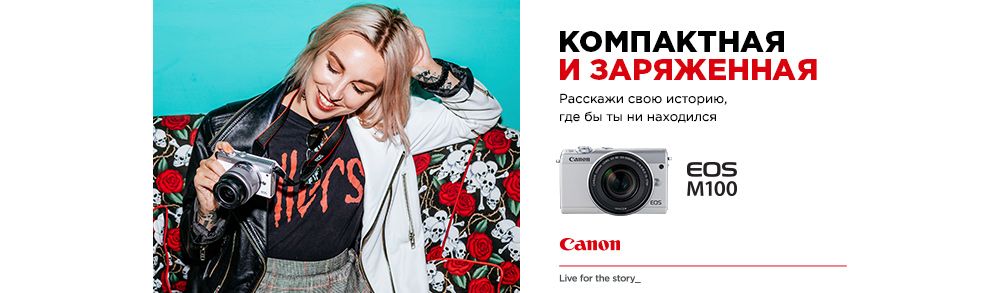 КОМПАКТНАЯ
И ЗАРЯЖЕННАЯ
Расскажи свою историю,
где бы ты ни находился
Canon
EOS
EOS
M100
Canon
Live for the story_